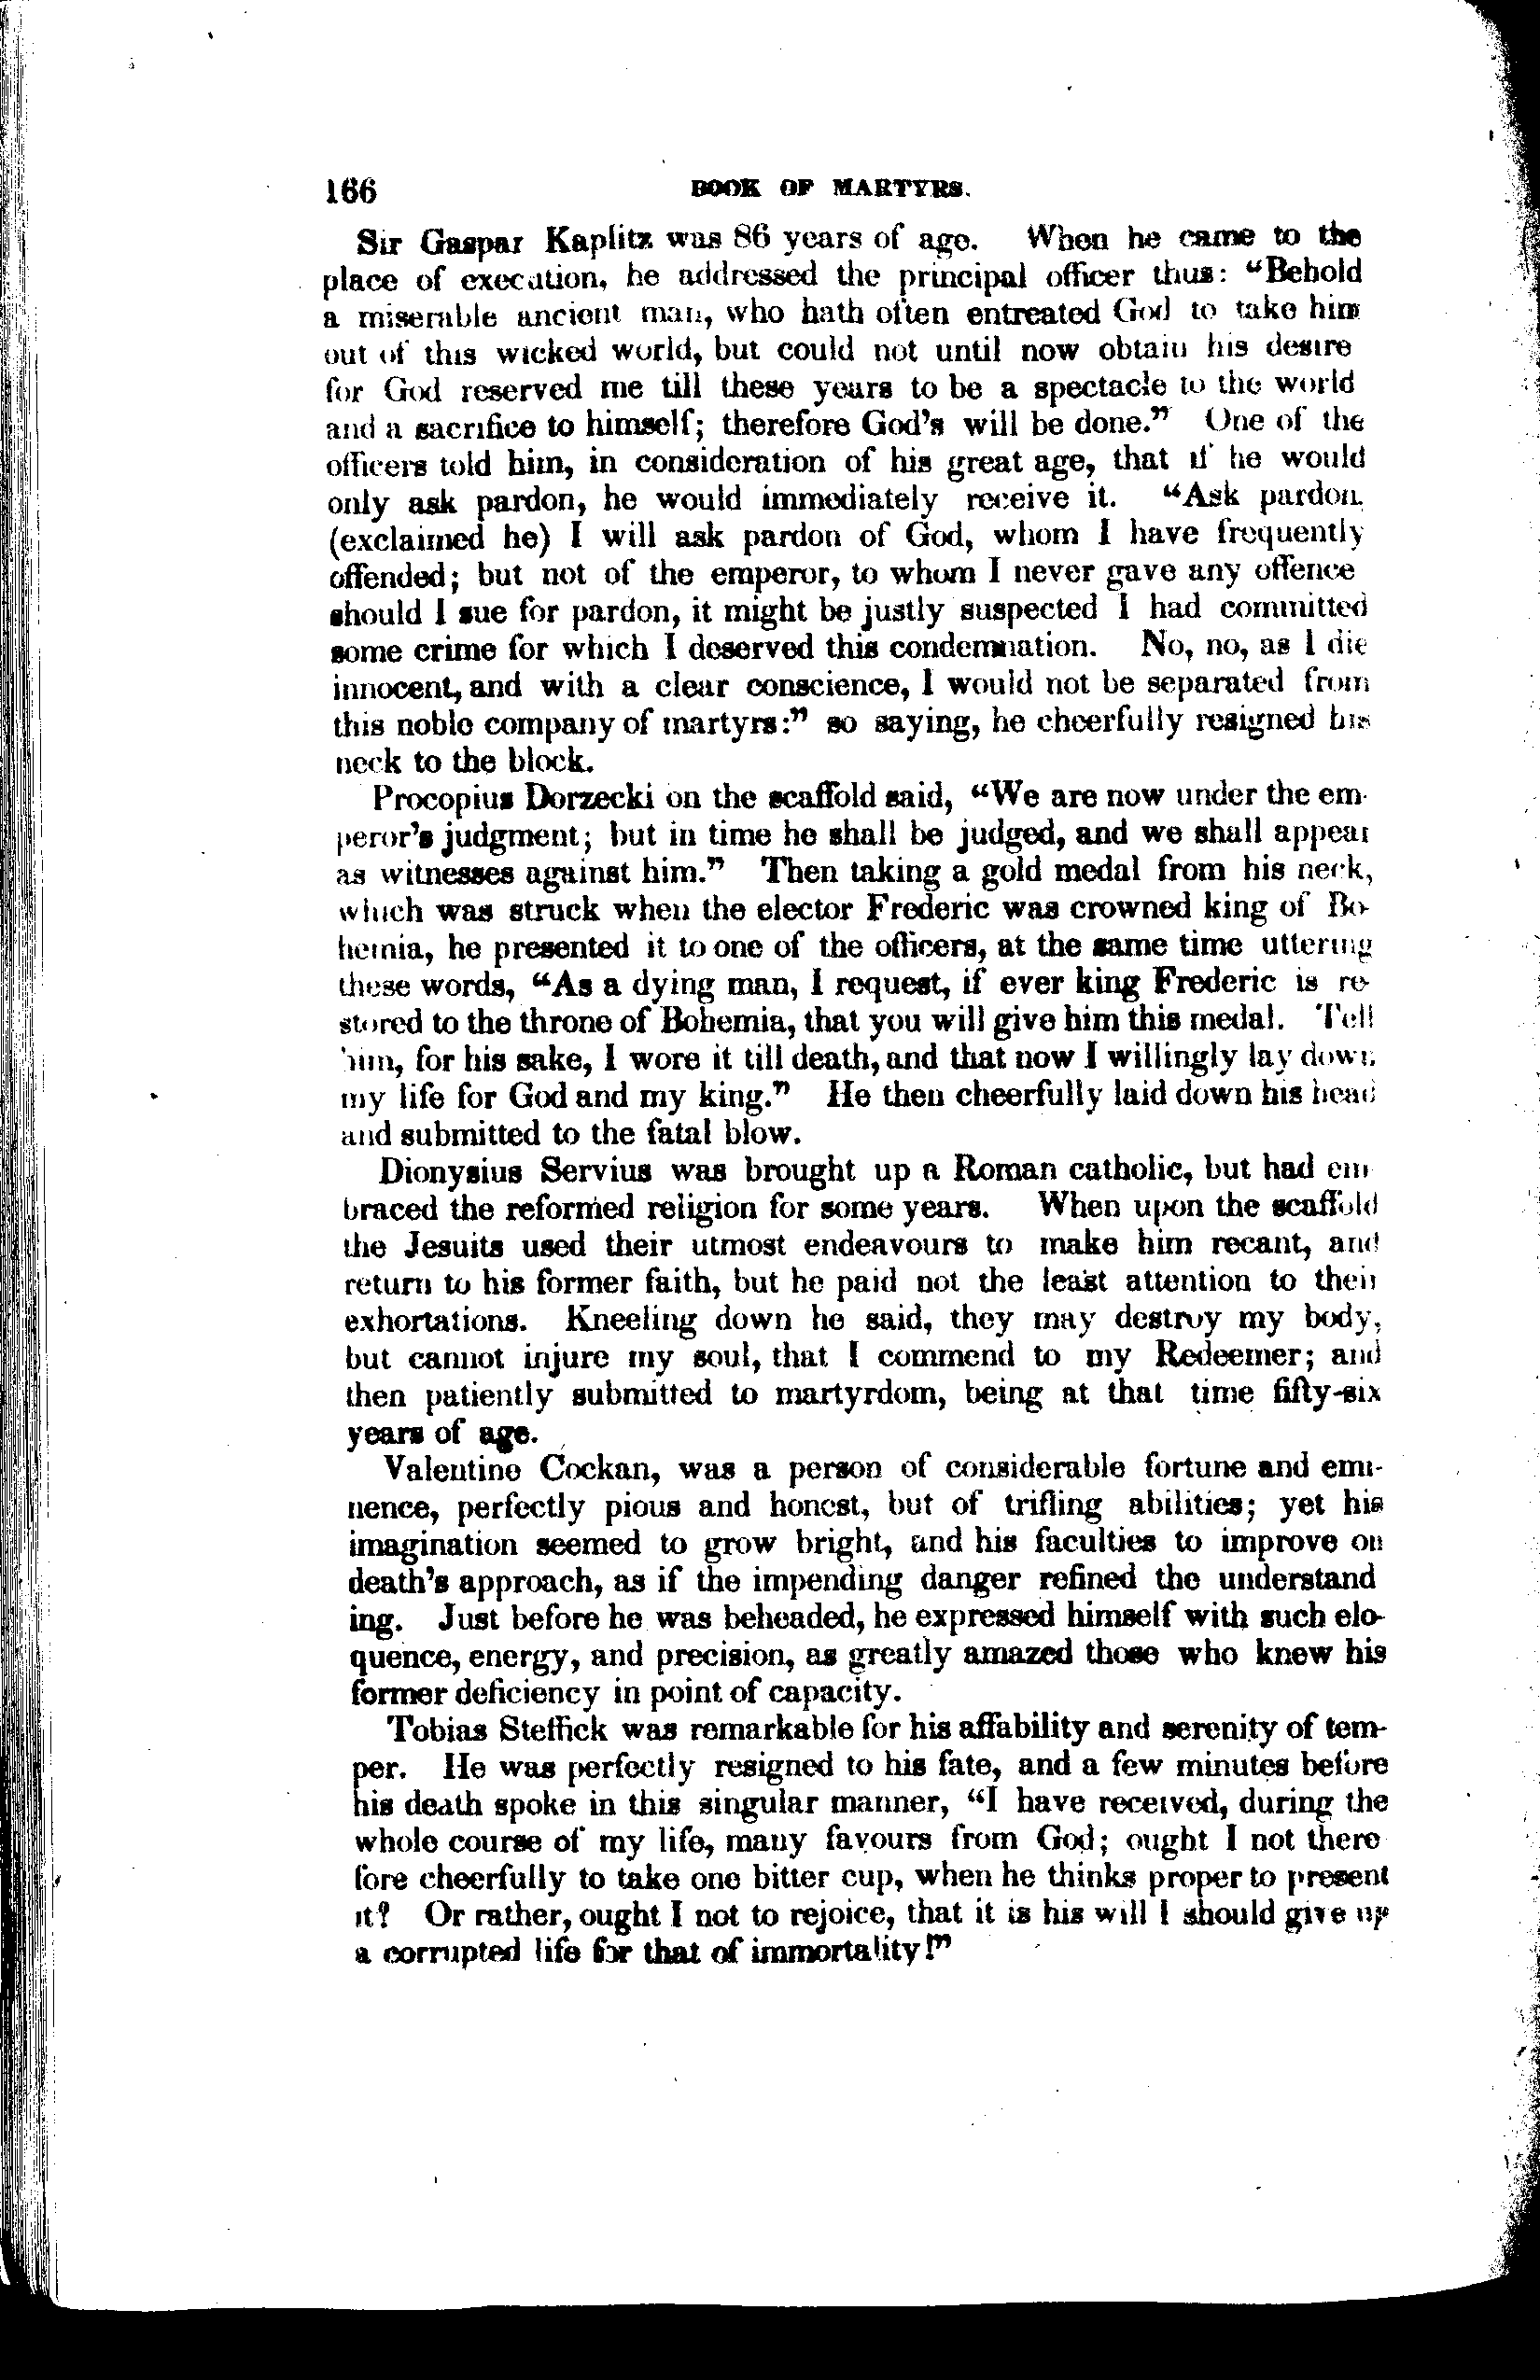 166 BOOK OF MARTYRS.
Sir Gaspar Kaplitz was 86 years of age. When he came to the
place of execution, he addressed the principal officer thus: “Behold
a miserable ancient man, who hath often entreated God to take him
out of this wicked world, but could not until now obtain his desire
for God reserved me till these years to be a spectacle to the world
and a sacrifice to himself; therefore God's will be done.” One of the
officers told him, in consideration of his great age, that if he would
only ask pardon, he would immediately receive it. “Ask pardon.
(exclaimed he) I will ask pardon of God, whom I have frequently
offended; but not of the emperor, to whom I never gave any offence
should I sue for pardon, it might be justly suspected I had committed
some crime for which I deserved this condemnation. No, no, as I die
innocent, and with a clear conscience, I would not be separated from
this noble company of martyrs:” so saying, he cheerfully resigned his
neck to the block.
Procopius Dorzecki on the scaffold said, “We are now under the em-
peror's judgment; but in time he shall be judged, and we shall appear
as witnesses against him.” Then taking a gold medal from his neck,
which was struck when the elector Frederic was crowned king of Bo-
hemia, he presented it to one of the officers, at the same time uttering
these words, “As a dying man, I request, if ever king Frederic is re-
stored to the throne of Bohemia, that you will give him this medal. Tell
him, for his sake, I wore it till death, and that now I willingly lay down
my life for God and my king.” He then cheerfully laid down his head
and submitted to the fatal blow.
Dionysius Servius was brought up a Roman catholic, but had em
braced the reformed religion for some years. When upon the scaffold
the Jesuits used their utmost endeavours to make him recant, and
return to his former faith, but he paid not the least attention to their
exhortations. Kneeling down he said, they may destroy my body,
but cannot injure my soul, that I commend to my Redeemer; and
then patiently submitted to martyrdom, being at that time fifty-six
years of age.
Valentine Cockan, was a person of considerable fortune and emi-
nence, perfectly pious and honest, but of trifling abilities; yet his
imagination seemed to grow bright, and his faculties to improve on
death's approach, as if the impending danger refined the understand
ing. Just before he was beheaded, he expressed himself with such elo-
quence, energy, and precision, as greatly amazed those who knew his
former deficiency in point of capacity.
Tobias Steffick was remarkable for his affability and serenity of tem-
per. He was perfectly resigned to his fate, and a few minutes before
his death spoke in this singular manner, “I have received, during the
whole course of my life, many favours from God; ought I not there
fore cheerfully to take one bitter cup, when he thinks proper to present
it? Or rather, ought I not to rejoice, that it is his will I should give up
a corrupted life for that of immortality!”